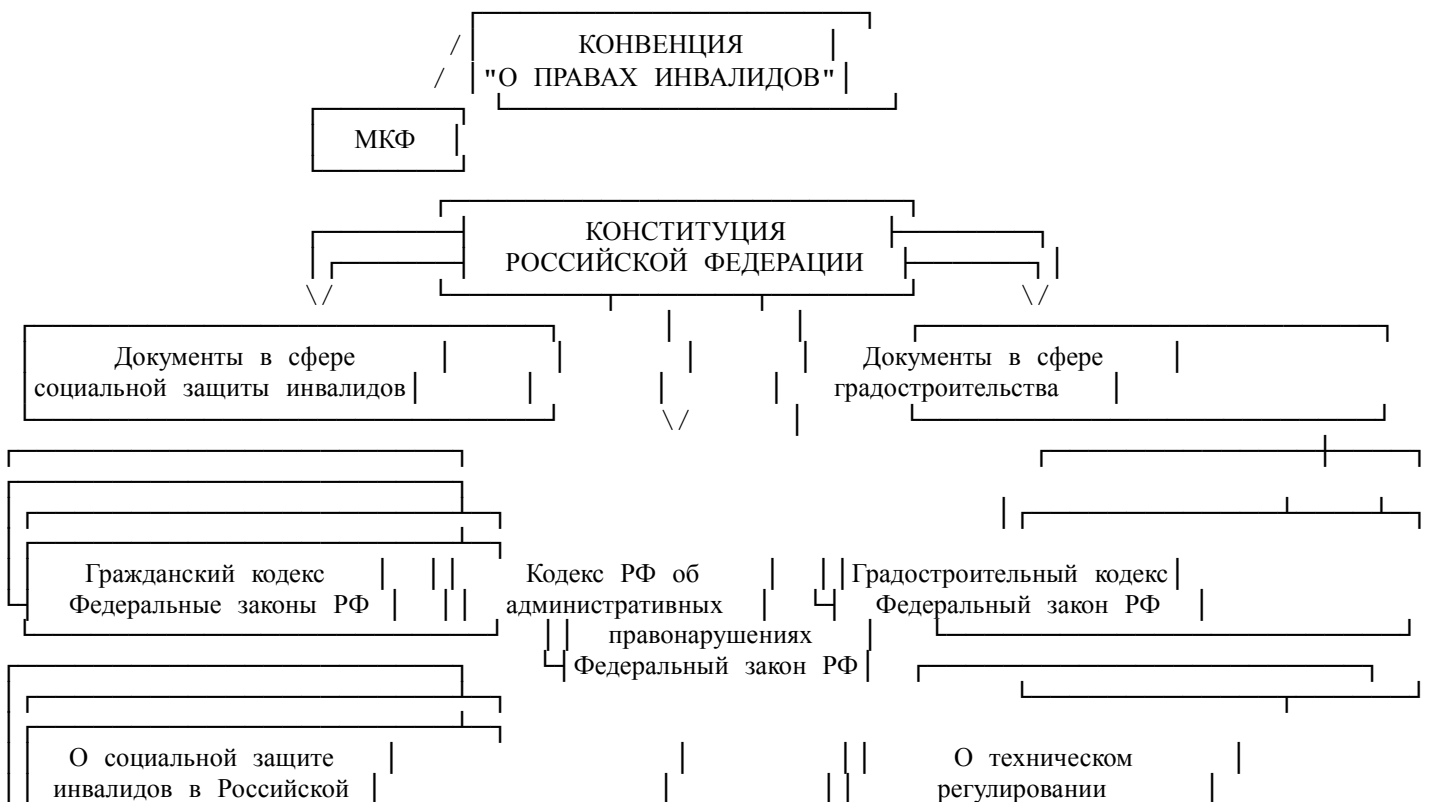 КОНВЕНЦИЯ
"О ПРАВАХ ИНВАЛИДОВ"
МКФ
КОНСТИТУЦИЯ
РОССИЙСКОЙ ФЕДЕРАЦИИ
Документы в сфере Документы в сфере
социальной защиты инвалидов градостроительства
Гражданский кодекс Кодекс РФ об Градостроительный кодекс
Федеральные законы РФ административных Федеральный закон РФ
правонарушениях
Федеральный закон РФ
О социальной защите О техническом
инвалидов в Российской регулировании